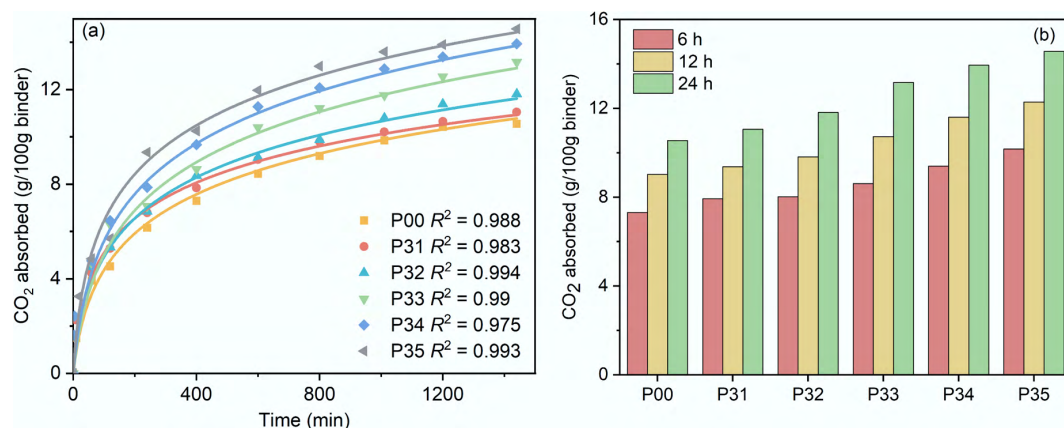 (a)
CO₂ absorbed (g/100g binder)
12
8
4
0
P00 R² = 0.988
P31 R² = 0.983
P32 R² = 0.994
P33 R² = 0.99
P34 R² = 0.975
P35 R² = 0.993
0 400 800 1200
Time (min)
(b)
CO₂ absorbed (g/100g binder)
16
12
8
4
0
6 h
12 h
24 h
P00 P31 P32 P33 P34 P35